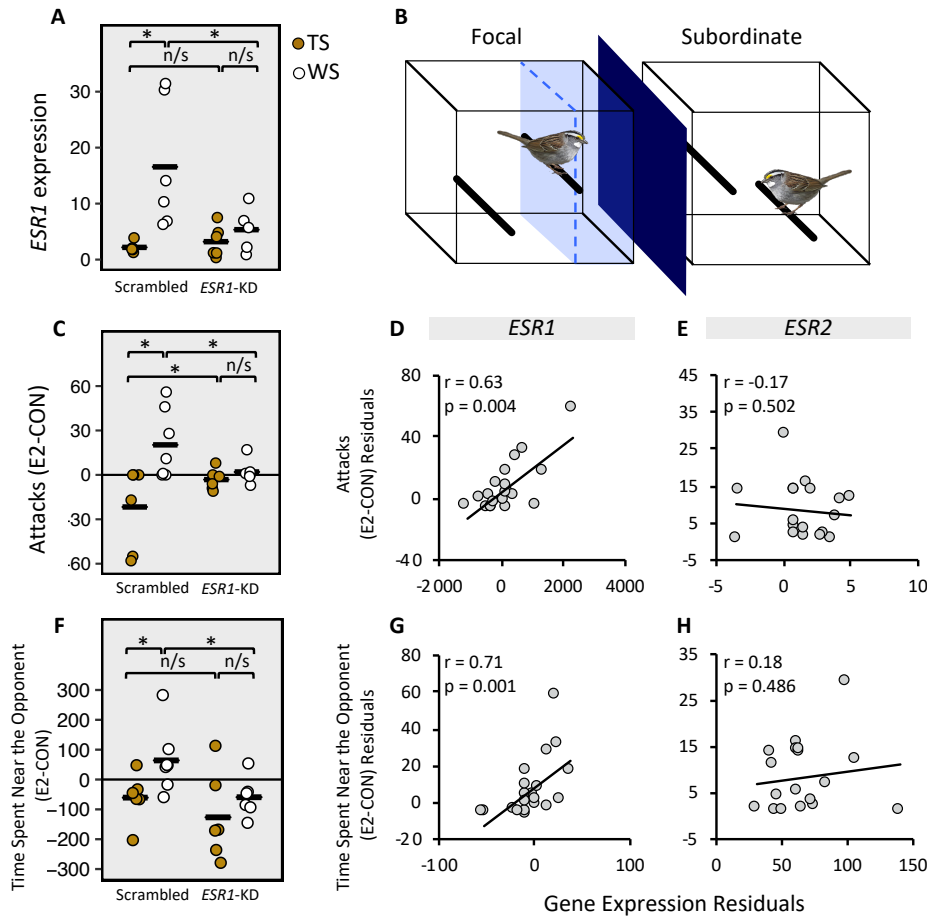 A
* *
n/s n/s
TS
WS
ESR1 expression
30
20
10
0
Scrambled ESR1-KD
B
Focal Subordinate
C
* *
* n/s
Attacks (E2-CON)
60
30
0
-30
-60
Scrambled ESR1-KD
D
ESR1
r = 0.63
p = 0.004
Attacks
(E2-CON) Residuals
80
40
0
-40
-2 000 0 2000 4000
E
ESR2
r = -0.17
p = 0.502
45
35
25
15
5
-5
-5 0 5 10
F
* *
n/s n/s
Time Spent Near the Opponent
(E2-CON)
300
200
100
0
−100
−200
−300
Scrambled ESR1-KD
G
r = 0.71
p = 0.001
Time Spent Near the Opponent
(E2-CON) Residuals
80
60
40
20
0
-20
-100 0 100
H
r = 0.18
p = 0.486
35
25
15
5
-5
0 50 100 150
Gene Expression Residuals